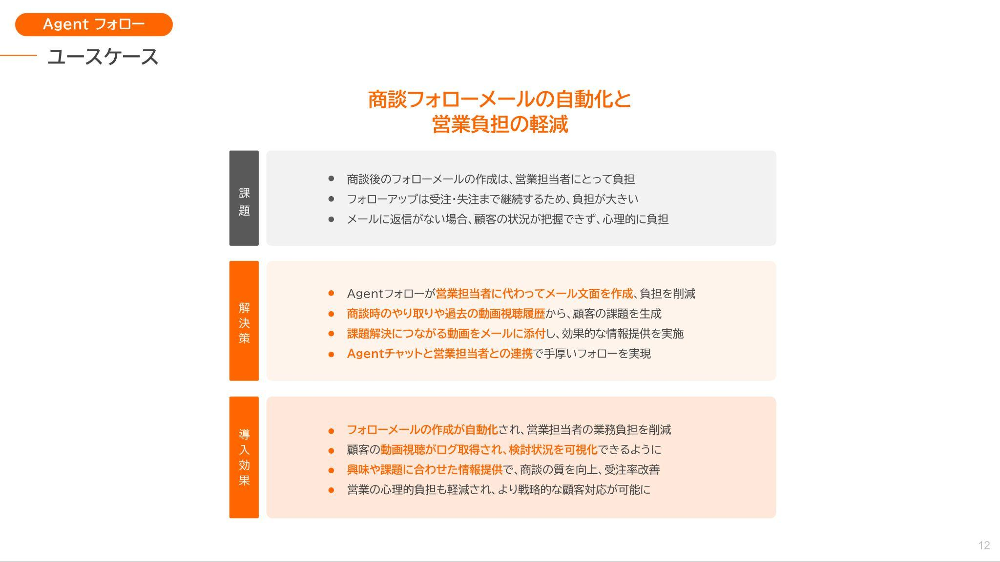 Agent フォロー
ユースケース
商談フォローメールの自動化と
営業負担の軽減
課題
● 商談後のフォローメールの作成は、営業担当者にとって負担
● フォローアップは受注・失注まで継続するため、負担が大きい
● メールに返信がない場合、顧客の状況が把握できず、心理的に負担
解決策
● Agentフォローが営業担当者に代わってメール文面を作成、負担を削減
● 商談時のやり取りや過去の動画視聴履歴から、顧客の課題を生成
● 課題解決につながる動画をメールに添付し、効果的な情報提供を実施
● Agentチャットと営業担当者との連携で手厚いフォローを実現
導入効果
● フォローメールの作成が自動化され、営業担当者の業務負担を削減
● 顧客の動画視聴がログ取得され、検討状況を可視化できるように
● 興味や課題に合わせた情報提供で、商談の質を向上、受注率改善
● 営業の心理的負担も軽減され、より戦略的な顧客対応が可能に
12